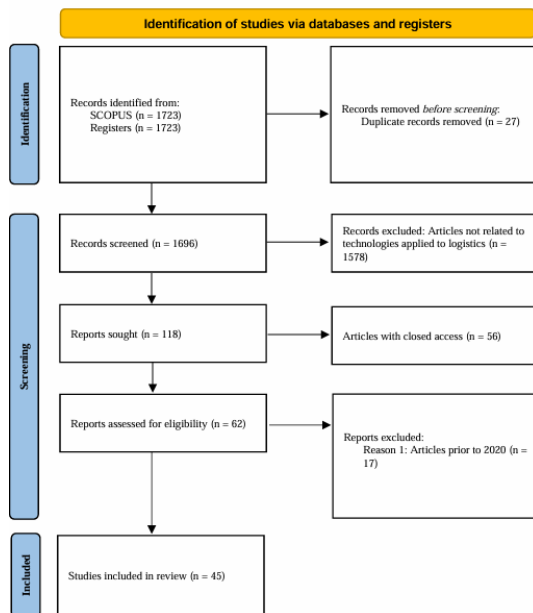 Identification of studies via databases and registers
Identification
Records identified from:
SCOPUS (n = 1723)
Registers (n = 1723)
Records removed before screening:
Duplicate records removed (n = 27)
Screening
Records screened (n = 1696)
Records excluded: Articles not related to
technologies applied to logistics (n =
1578)
Reports sought (n = 118)
Articles with closed access (n = 56)
Reports assessed for eligibility (n = 62)
Reports excluded:
Reason 1: Articles prior to 2020 (n =
17)
Included
Studies included in review (n = 45)